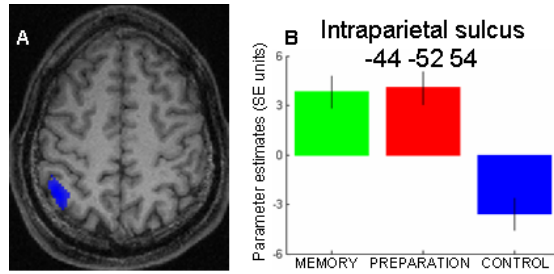 A
B Intraparietal sulcus
-44 -52 54
Parameter estimates (SE units)
6
3
0
-3
-6
MEMORY PREPARATION CONTROL